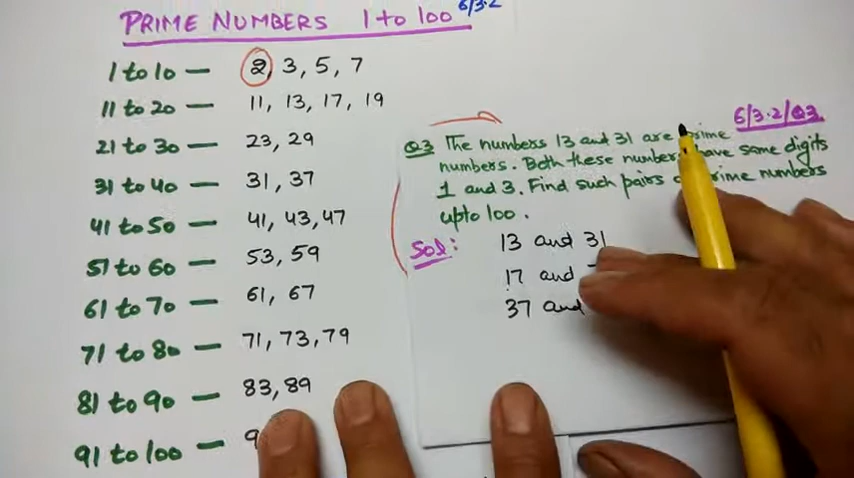 PRIME NUMBERS 1 to 100 6/3.2
1 to 10 — 2, 3, 5, 7
11 to 20 — 11, 13, 17, 19
21 to 30 — 23, 29
31 to 40 — 31, 37
41 to 50 — 41, 43, 47
51 to 60 — 53, 59
61 to 70 — 61, 67
71 to 80 — 71, 73, 79
81 to 90 — 83, 89
91 to 100 — 9
6/3.2/Q3
Q3 The numbers 13 and 31 are prime
numbers. Both these numbers have same digits
1 and 3. Find such pairs prime numbers
upto 100.
Sol: 13 and 31
17 and
37 and